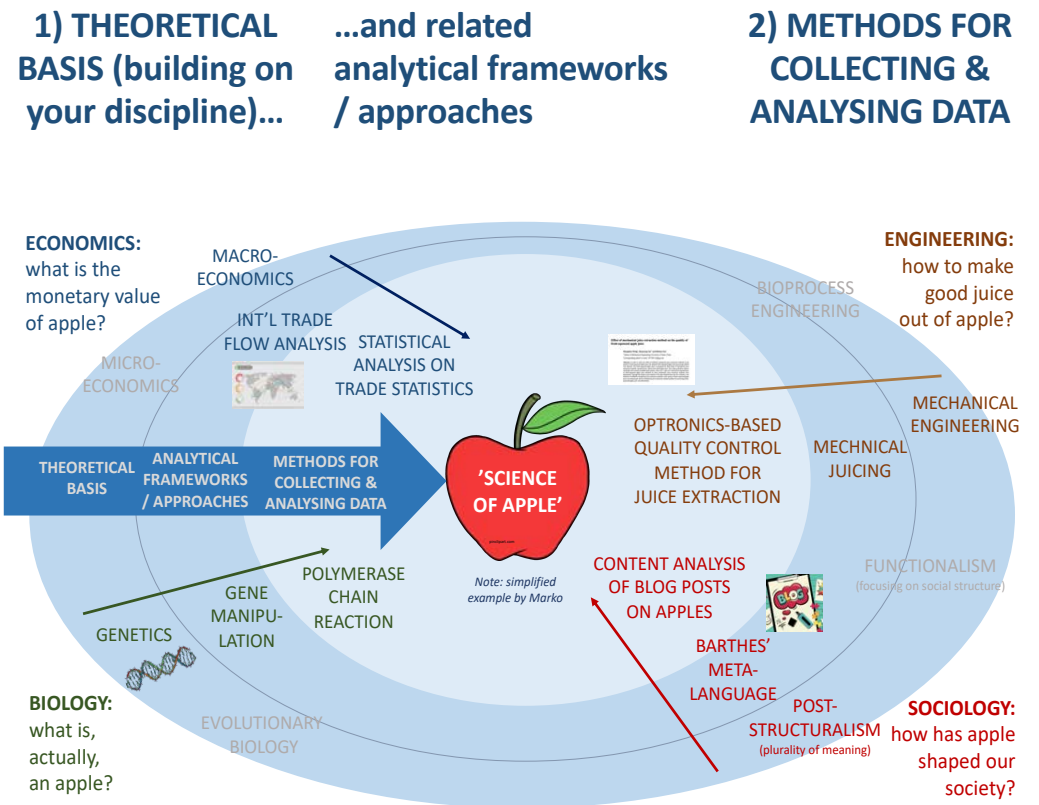 1) THEORETICAL
BASIS (building on
your discipline)…
…and related
analytical frameworks
/ approaches
2) METHODS FOR
COLLECTING &
ANALYSING DATA
ECONOMICS:
what is the
monetary value
of apple?
MACRO-
ECONOMICS
INT'L TRADE
FLOW ANALYSIS
STATISTICAL
ANALYSIS ON
TRADE STATISTICS
MICRO-
ECONOMICS
ENGINEERING:
how to make
good juice
out of apple?
BIOPROCESS
ENGINEERING
MECHANICAL
ENGINEERING
MECHNICAL
JUICING
OPTRONICS-BASED
QUALITY CONTROL
METHOD FOR
JUICE EXTRACTION
THEORETICAL
BASIS
ANALYTICAL
FRAMEWORKS
/ APPROACHES
METHODS FOR
COLLECTING &
ANALYSING DATA
'SCIENCE
OF APPLE'
Note: simplified
example by Marko
POLYMERASE
CHAIN
REACTION
GENE
MANIPU-
LATION
GENETICS
BIOLOGY:
what is,
actually,
an apple?
EVOLUTIONARY
BIOLOGY
CONTENT ANALYSIS
OF BLOG POSTS
ON APPLES
BLOG
BARTHES'
META-
LANGUAGE
POST-
STRUCTURALISM
(plurality of meaning)
FUNCTIONALISM
(focusing on social structure)
SOCIOLOGY:
how has apple
shaped our
society?